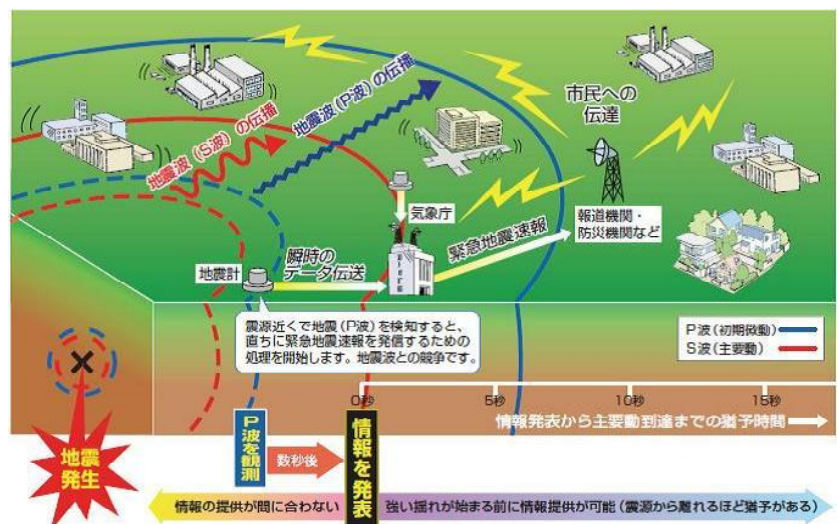 地震波(S波)の伝播
地震波(P波)の伝播
市民への
伝達
気象庁
報道機関・
防災機関など
緊急地震速報
地震計
瞬時の
データ伝送
震源近くで地震(P波)を検知すると、
直ちに緊急地震速報を発信するための
処理を開始します。地震波との競争です。
P波(初期微動)
S波(主要動)
0秒
5秒
10秒
15秒
情報発表から主要動到達までの猶予時間
地震
発生
P波を観測
数秒後
情報を発表
情報の提供が間に合わない
強い揺れが始まる前に情報提供が可能(震源から離れるほど猶予がある)